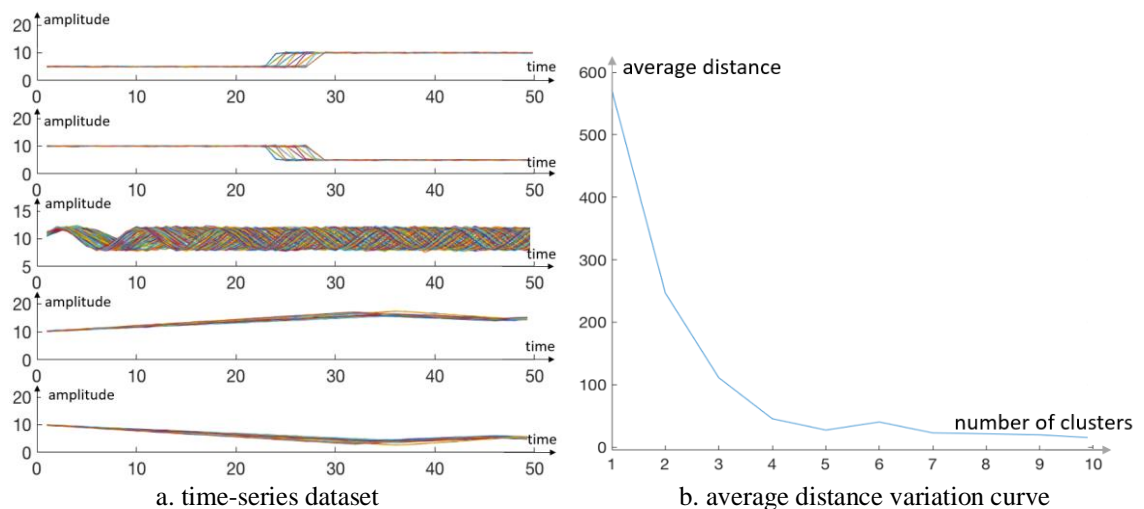 amplitude
20
10
0
time
0 10 20 30 40 50
amplitude
20
10
0
time
0 10 20 30 40 50
amplitude
15
10
5
time
0 10 20 30 40 50
amplitude
20
10
0
time
0 10 20 30 40 50
amplitude
20
10
0
time
0 10 20 30 40 50
a. time-series dataset
average distance
600
500
400
300
200
100
0
number of clusters
1 2 3 4 5 6 7 8 9 10
b. average distance variation curve